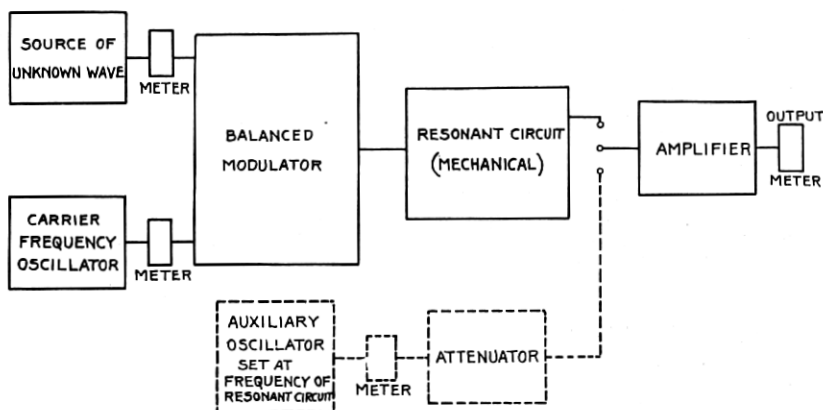 SOURCE OF
UNKNOWN WAVE
METER
BALANCED
MODULATOR
CARRIER
FREQUENCY
OSCILLATOR
METER
RESONANT CIRCUIT
(MECHANICAL)
AMPLIFIER
OUTPUT
METER
AUXILIARY
OSCILLATOR
SET AT
FREQUENCY OF
RESONANT CIRCUIT
METER
ATTENUATOR